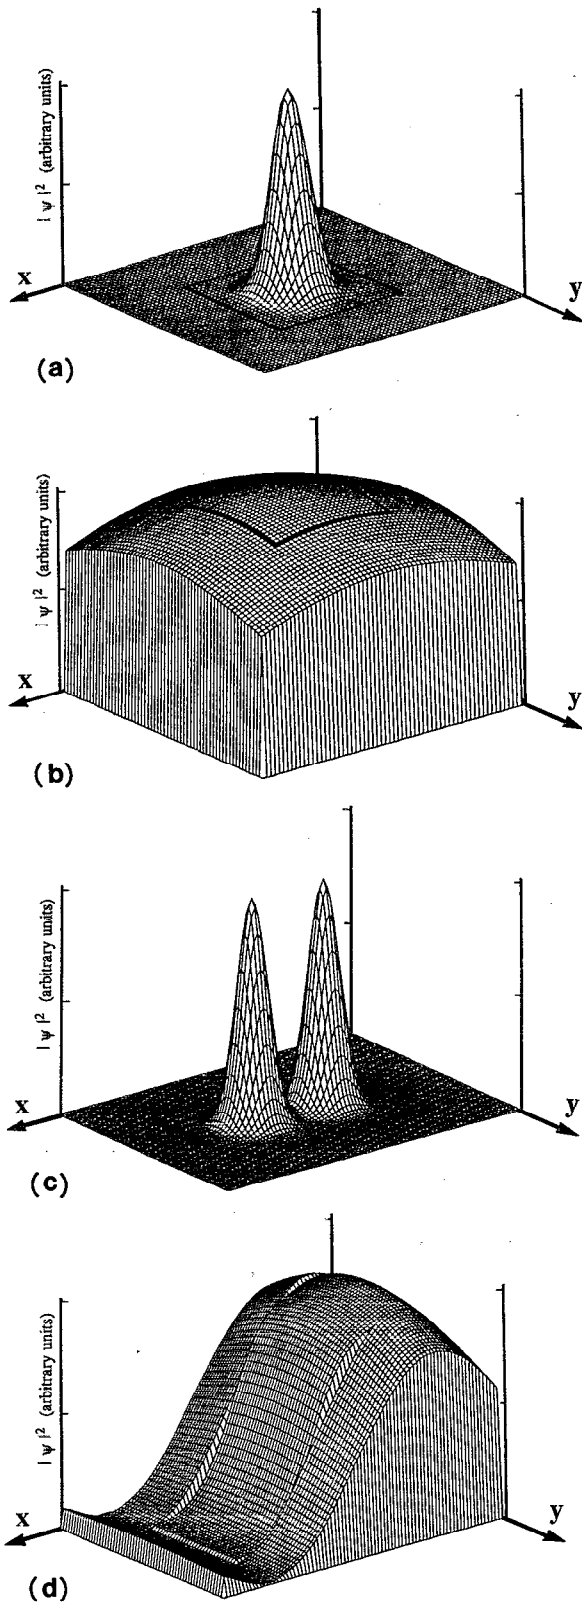 |ψ|² (arbitrary units)
x
y
(a)
|ψ|² (arbitrary units)
x
y
(b)
|ψ|² (arbitrary units)
x
y
(c)
|ψ|² (arbitrary units)
x
y
(d)